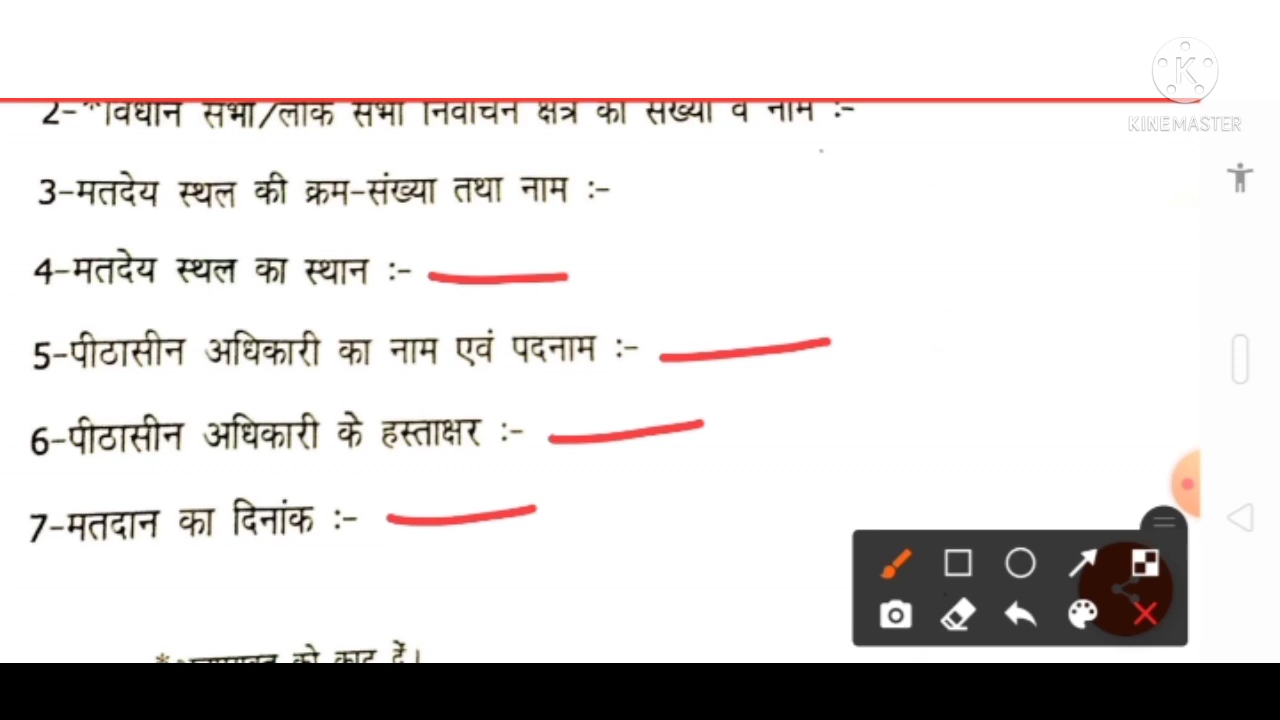 KINEMASTER
2-*विधान सभा/लोक सभा निर्वाचन क्षेत्र की संख्या व नाम :-
3-मतदेय स्थल की क्रम-संख्या तथा नाम :-
4-मतदेय स्थल का स्थान :-
5-पीठासीन अधिकारी का नाम एवं पदनाम :-
6-पीठासीन अधिकारी के हस्ताक्षर :-
7-मतदान का दिनांक :-
को काट दें।